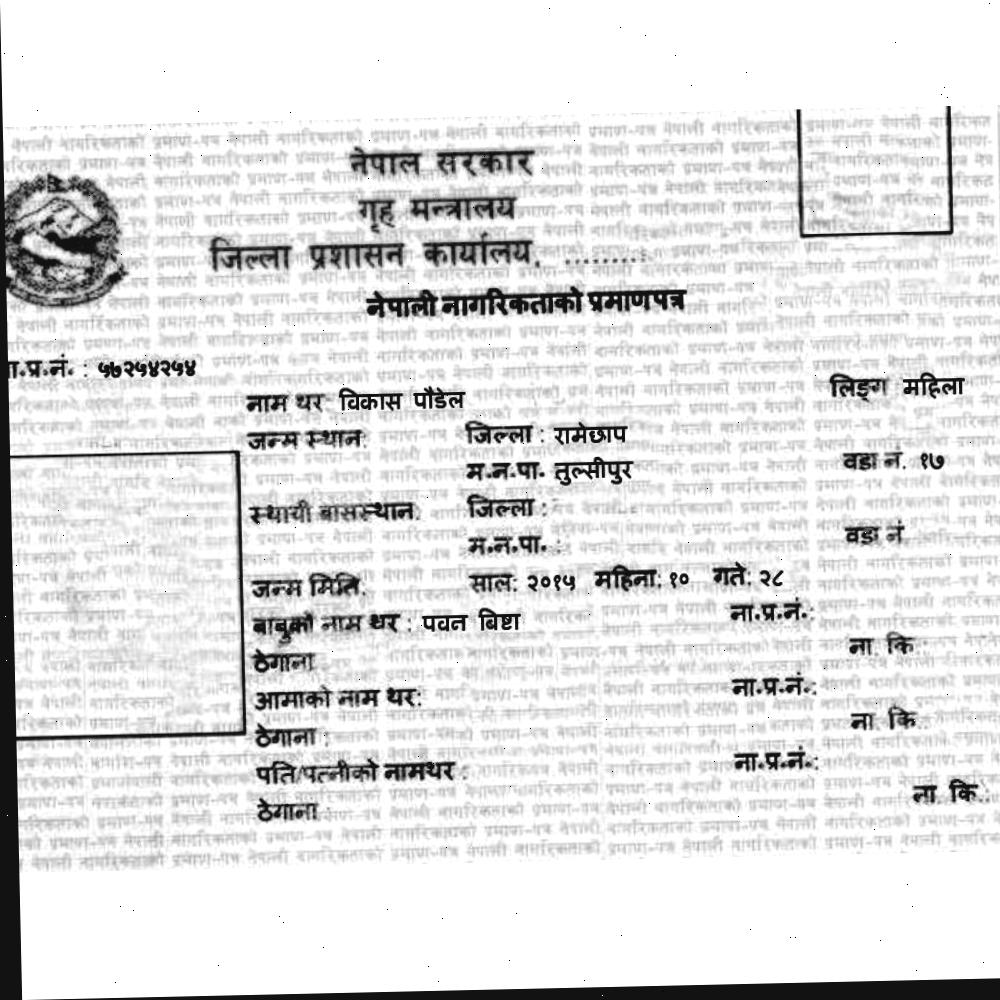 नेपाल सरकार
गृह मन्त्रालय
जिल्ला प्रशासन कार्यालय, .........
नेपाली नागरिकताको प्रमाणपत्र
ा.प्र.नं. : ५७२५४२५४
लिङ्ग महिला
नाम थर विकास पौडेल
जन्म स्थान: जिल्ला : रामेछाप
म.न.पा. तुल्सीपुर वडा नं. १७
स्थायी बासस्थान: जिल्ला :
म.न.पा. : वडा नं
जन्म मिति: साल: २०१५ महिना: १० गते: २८
बाबुको नाम थर : पवन बिष्टा ना.प्र.नं.:
ठेगाना ना. कि.:
आमाको नाम थर: ना.प्र.नं.:
ठेगाना : ना. कि.:
पति/पत्नीको नामथर : ना.प्र.नं.:
ठेगाना ना. कि.: